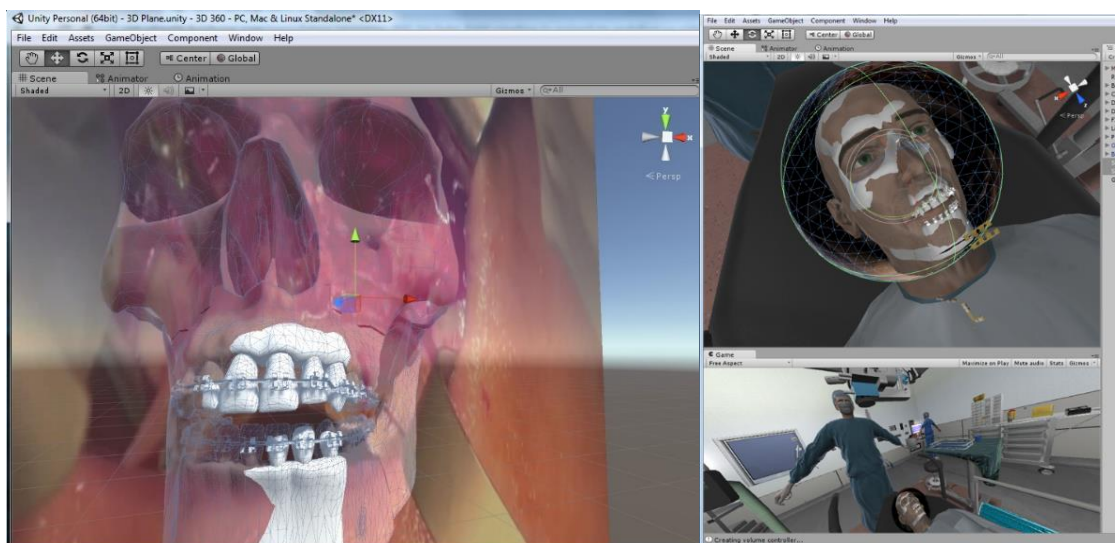 Unity Personal (64bit) - 3D Plane.unity - 3D 360 - PC, Mac & Linux Standalone* <DX11>
File Edit Assets GameObject Component Window Help
Center Global
Scene Animator Animation
Shaded 2D Gizmos All
y
x
Persp
File Edit Assets GameObject Component Window Help
Center Global
Scene Animator Animation
Shaded 2D Gizmos All
Persp
Game
Free Aspect Maximize on Play Mute audio Stats Gizmos
Creating volume controller...